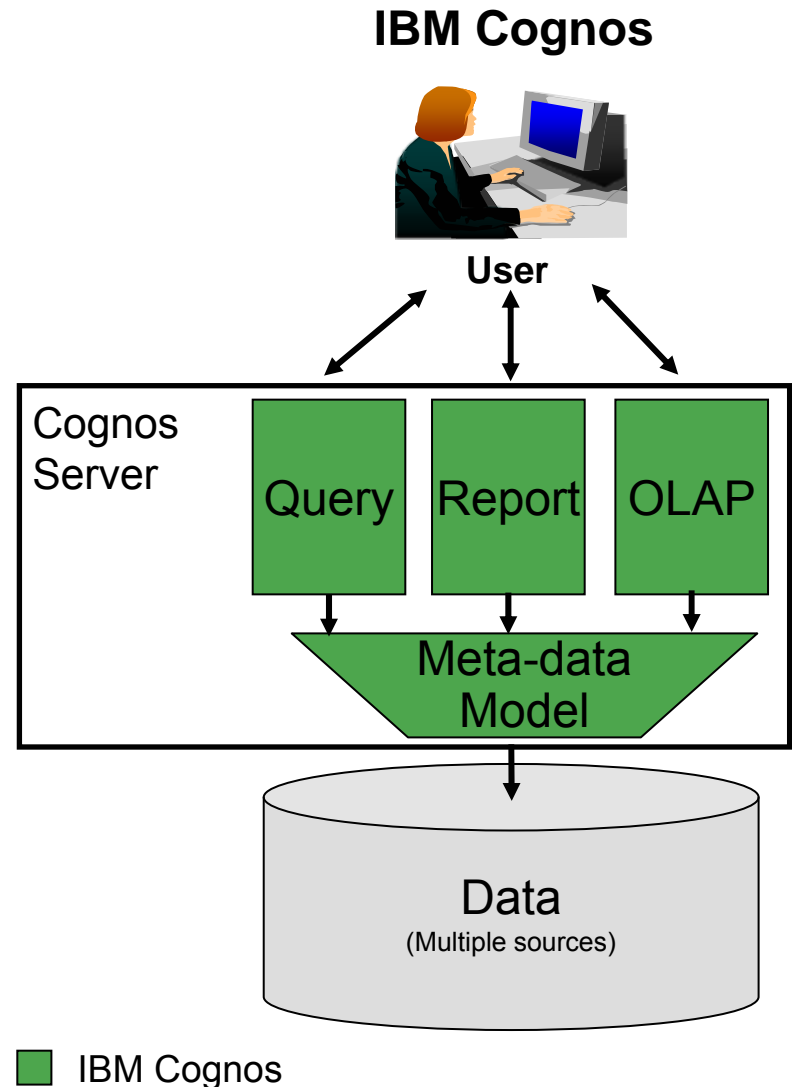 IBM Cognos
User
Cognos
Server
Query
Report
OLAP
Meta-data
Model
Data
(Multiple sources)
IBM Cognos